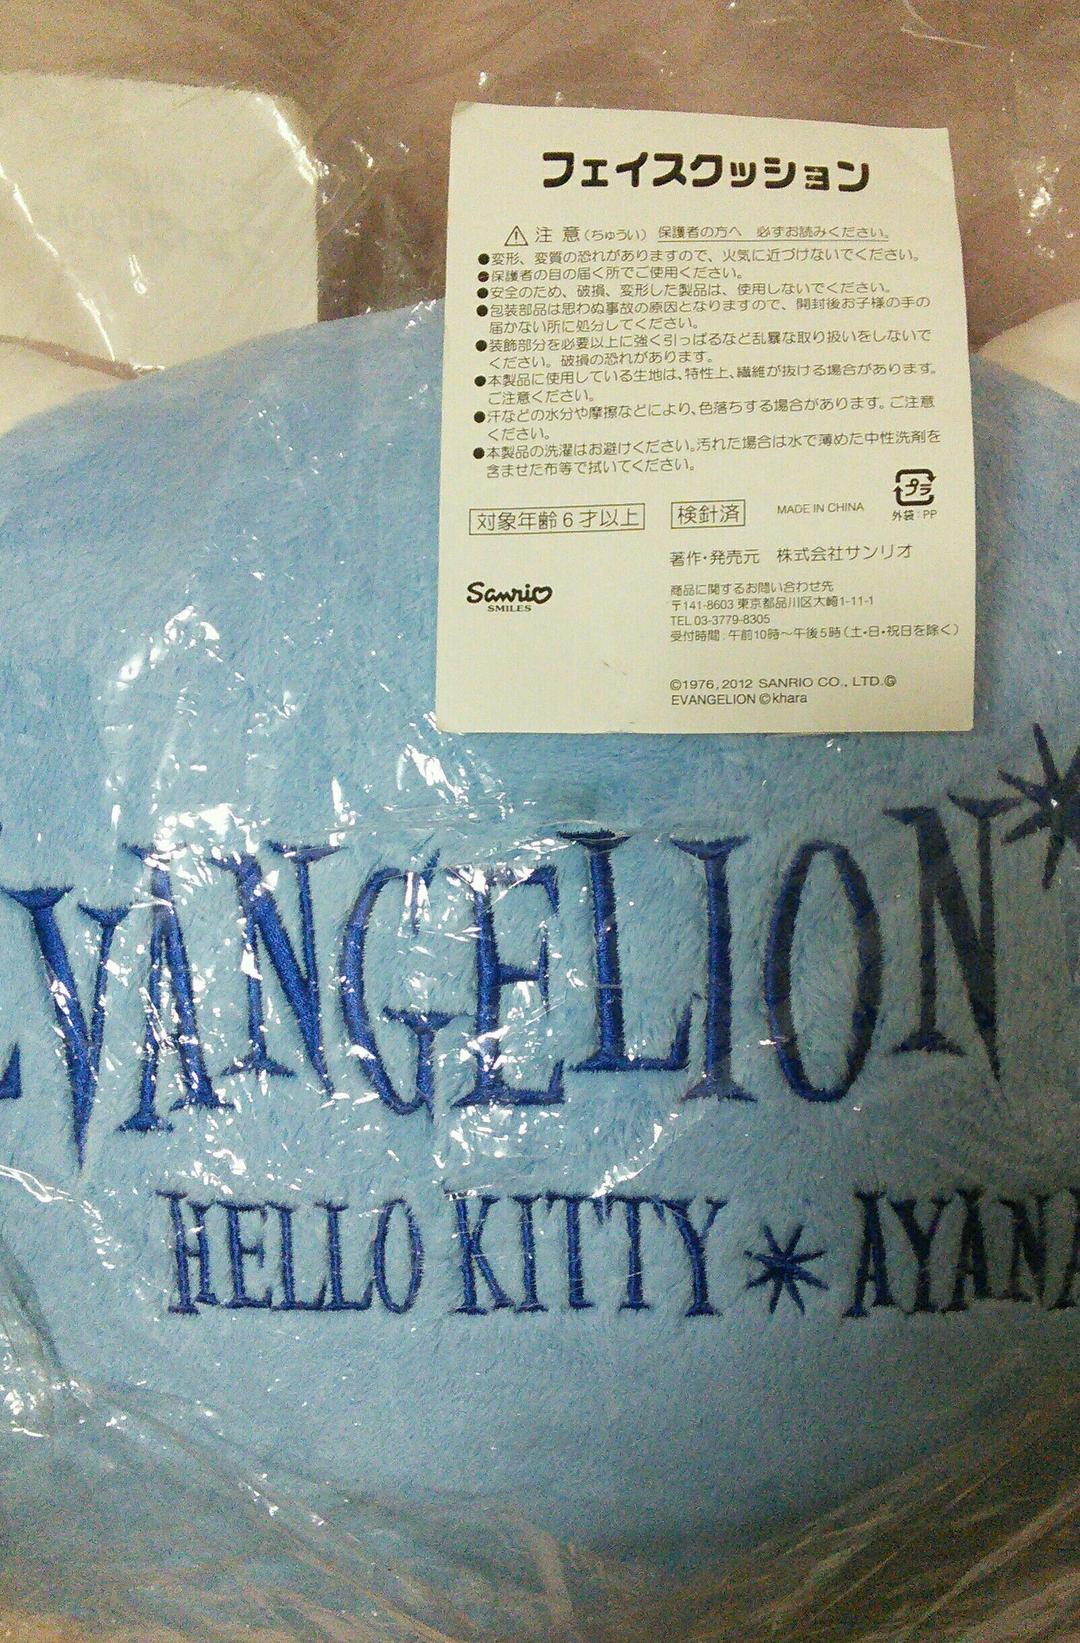 フェイスクッション
注意(ちゅうい) 保護者の方へ 必ずお読みください。
●変形、変質の恐れがありますので、火気に近づけないでください。
●保護者の目の届く所でご使用ください。
●安全のため、破損、変形した製品は、使用しないでください。
●包装部品は思わぬ事故の原因となりますので、開封後お子様の手の
届かない所に処分してください。
●装飾部分を必要以上に強く引っぱるなど乱暴な取り扱いをしないで
ください。破損の恐れがあります。
●本製品に使用している生地は、特性上、繊維が抜ける場合があります。
ご注意ください。
●汗などの水分や摩擦などにより、色落ちする場合があります。ご注意
ください。
●本製品の洗濯はお避けください。汚れた場合は水で薄めた中性洗剤を
含ませた布等で拭いてください。
対象年齢6才以上 検針済 MADE IN CHINA プラ
外袋:PP
著作・発売元 株式会社サンリオ
Sanrio
SMILES
商品に関するお問い合わせ先
〒141-8603 東京都品川区大崎1-11-1
TEL 03-3779-8305
受付時間:午前10時〜午後5時(土・日・祝日を除く)
©1976, 2012 SANRIO CO., LTD. Ⓖ
EVANGELION ©khara
EVANGELION
HELLO KITTY * AYANA